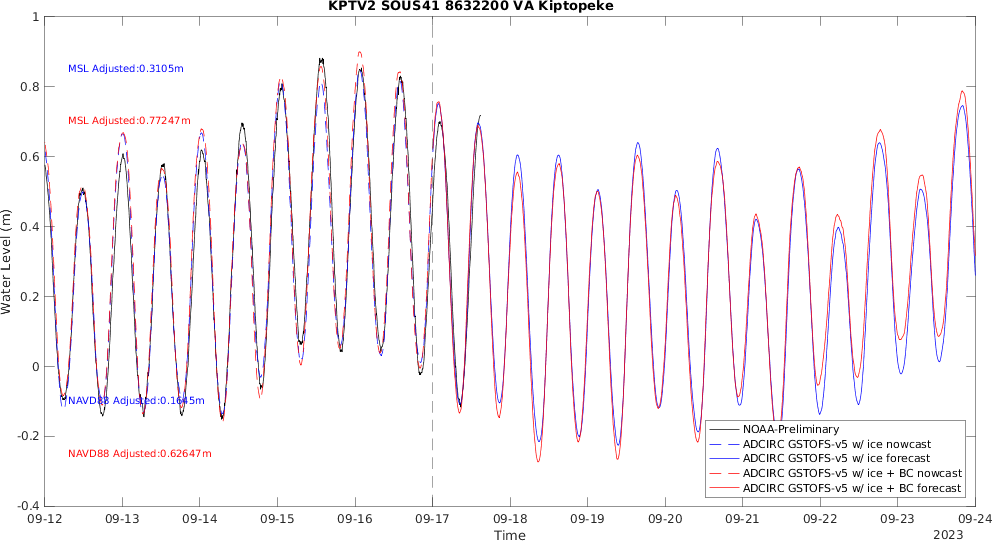 KPTV2 SOUS41 8632200 VA Kiptopeke
1
0.8
0.6
0.4
0.2
0
-0.2
-0.4
Water Level (m)
MSL Adjusted:0.3105m
MSL Adjusted:0.77247m
NAVD88 Adjusted:0.1645m
NAVD88 Adjusted:0.62647m
NOAA-Preliminary
ADCIRC GSTOFS-v5 w/ ice nowcast
ADCIRC GSTOFS-v5 w/ ice forecast
ADCIRC GSTOFS-v5 w/ ice + BC nowcast
ADCIRC GSTOFS-v5 w/ ice + BC forecast
09-12 09-13 09-14 09-15 09-16 09-17 09-18 09-19 09-20 09-21 09-22 09-23 09-24
Time
2023